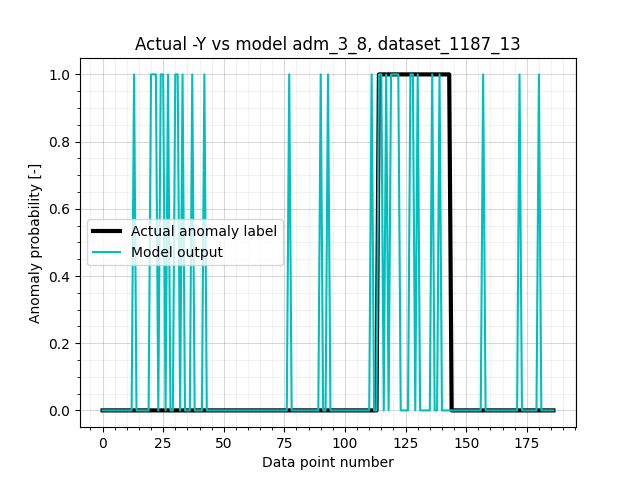 Actual -Y vs model adm_3_8, dataset_1187_13
Anomaly probability [-]
1.0
0.8
0.6
0.4
0.2
0.0
Actual anomaly label
Model output
0 25 50 75 100 125 150 175
Data point number